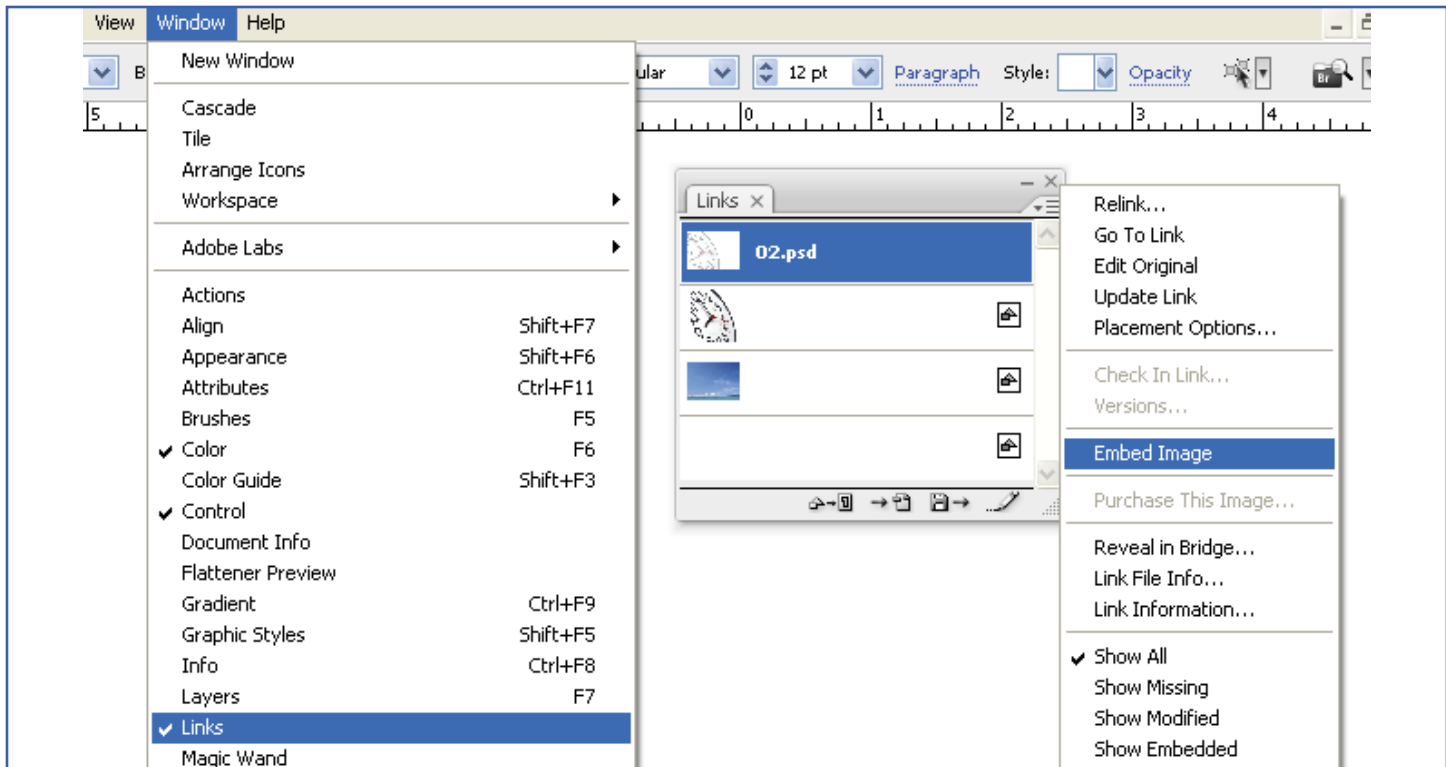 View Window Help
New Window
Cascade
Tile
Arrange Icons
Workspace
Adobe Labs
Actions
Align Shift+F7
Appearance Shift+F6
Attributes Ctrl+F11
Brushes F5
Color F6
Color Guide Shift+F3
Control
Document Info
Flattener Preview
Gradient Ctrl+F9
Graphic Styles Shift+F5
Info Ctrl+F8
Layers F7
Links
Magic Wand
B
ular 12 pt Paragraph Style: Opacity Br
5 0 1 2 3 4
Links
02.psd
Relink...
Go To Link
Edit Original
Update Link
Placement Options...
Check In Link...
Versions...
Embed Image
Purchase This Image...
Reveal in Bridge...
Link File Info...
Link Information...
Show All
Show Missing
Show Modified
Show Embedded